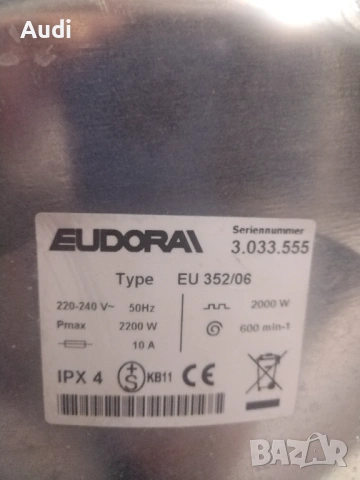 Audi
EUDORA
Seriennummer
3.033.555
Type EU 352/06
220-240 V~ 50Hz 2000 W
Pmax 2200 W 600 min-1
10 A
IPX 4 S KB11 CE
BAZAR